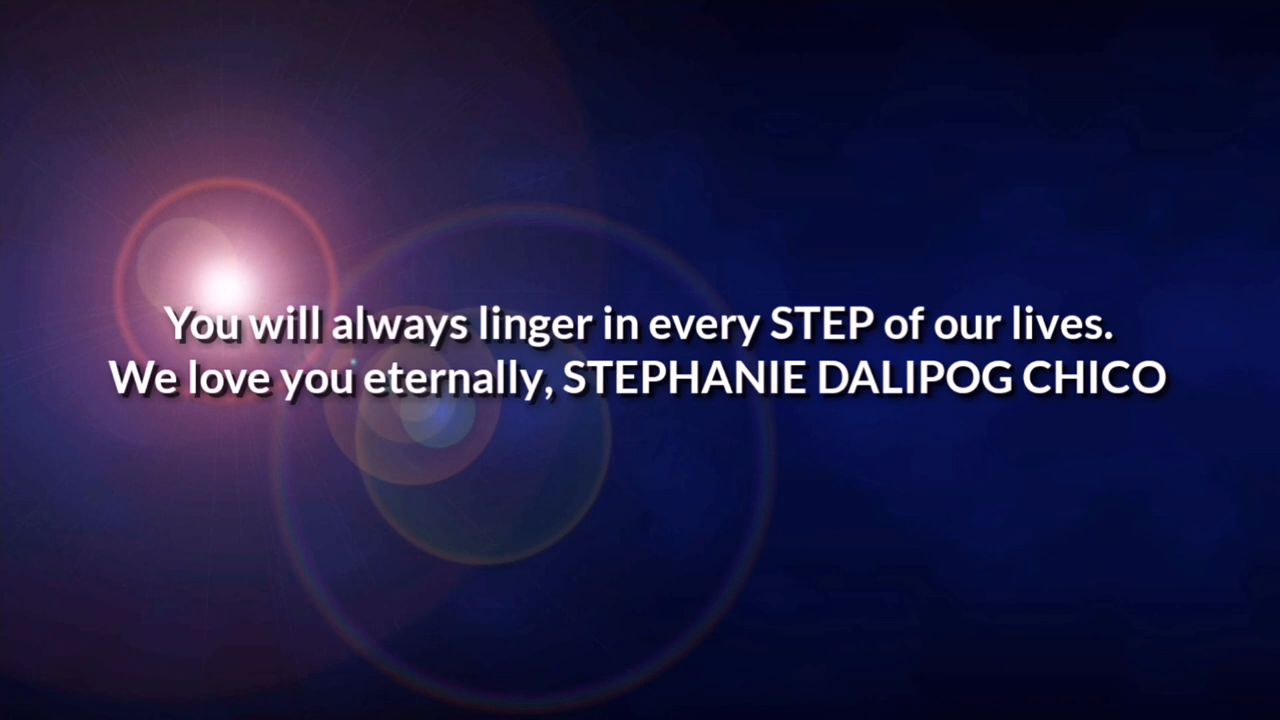 You will always linger in every STEP of our lives.
We love you eternally, STEPHANIE DALIPOG CHICO